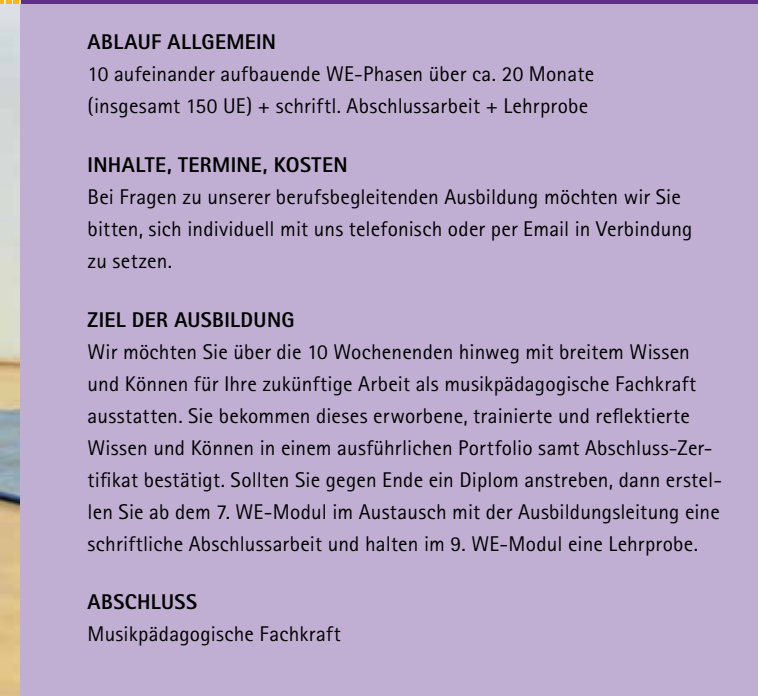 ABLAUF ALLGEMEIN
10 aufeinander aufbauende WE-Phasen über ca. 20 Monate
(insgesamt 150 UE) + schriftl. Abschlussarbeit + Lehrprobe
INHALTE, TERMINE, KOSTEN
Bei Fragen zu unserer berufsbegleitenden Ausbildung möchten wir Sie
bitten, sich individuell mit uns telefonisch oder per Email in Verbindung
zu setzen.
ZIEL DER AUSBILDUNG
Wir möchten Sie über die 10 Wochenenden hinweg mit breitem Wissen
und Können für Ihre zukünftige Arbeit als musikpädagogische Fachkraft
ausstatten. Sie bekommen dieses erworbene, trainierte und reflektierte
Wissen und Können in einem ausführlichen Portfolio samt Abschluss-Zer-
tifikat bestätigt. Sollten Sie gegen Ende ein Diplom anstreben, dann erstel-
len Sie ab dem 7. WE-Modul im Austausch mit der Ausbildungsleitung eine
schriftliche Abschlussarbeit und halten im 9. WE-Modul eine Lehrprobe.
ABSCHLUSS
Musikpädagogische Fachkraft